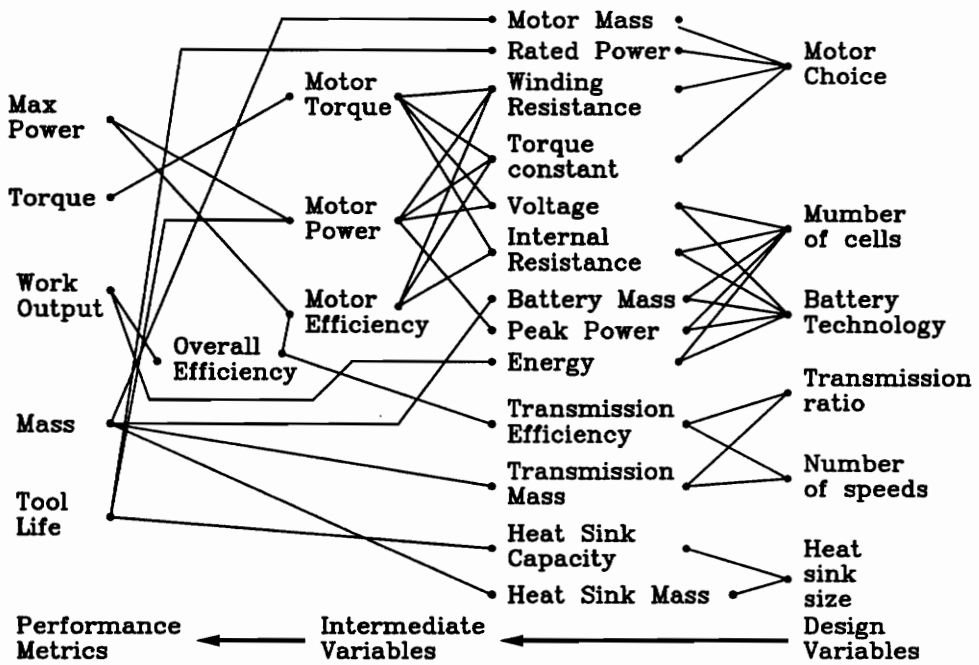 Max
Power
Torque
Work
Output
Mass
Tool
Life
Motor
Torque
Motor
Power
Motor
Efficiency
Overall
Efficiency
Motor Mass
Rated Power
Winding
Resistance
Torque
constant
Voltage
Internal
Resistance
Battery Mass
Peak Power
Energy
Transmission
Efficiency
Transmission
Mass
Heat Sink
Capacity
Heat Sink Mass
Motor
Choice
Mumber
of cells
Battery
Technology
Transmission
ratio
Number
of speeds
Heat
sink
size
Performance
Metrics
Intermediate
Variables
Design
Variables